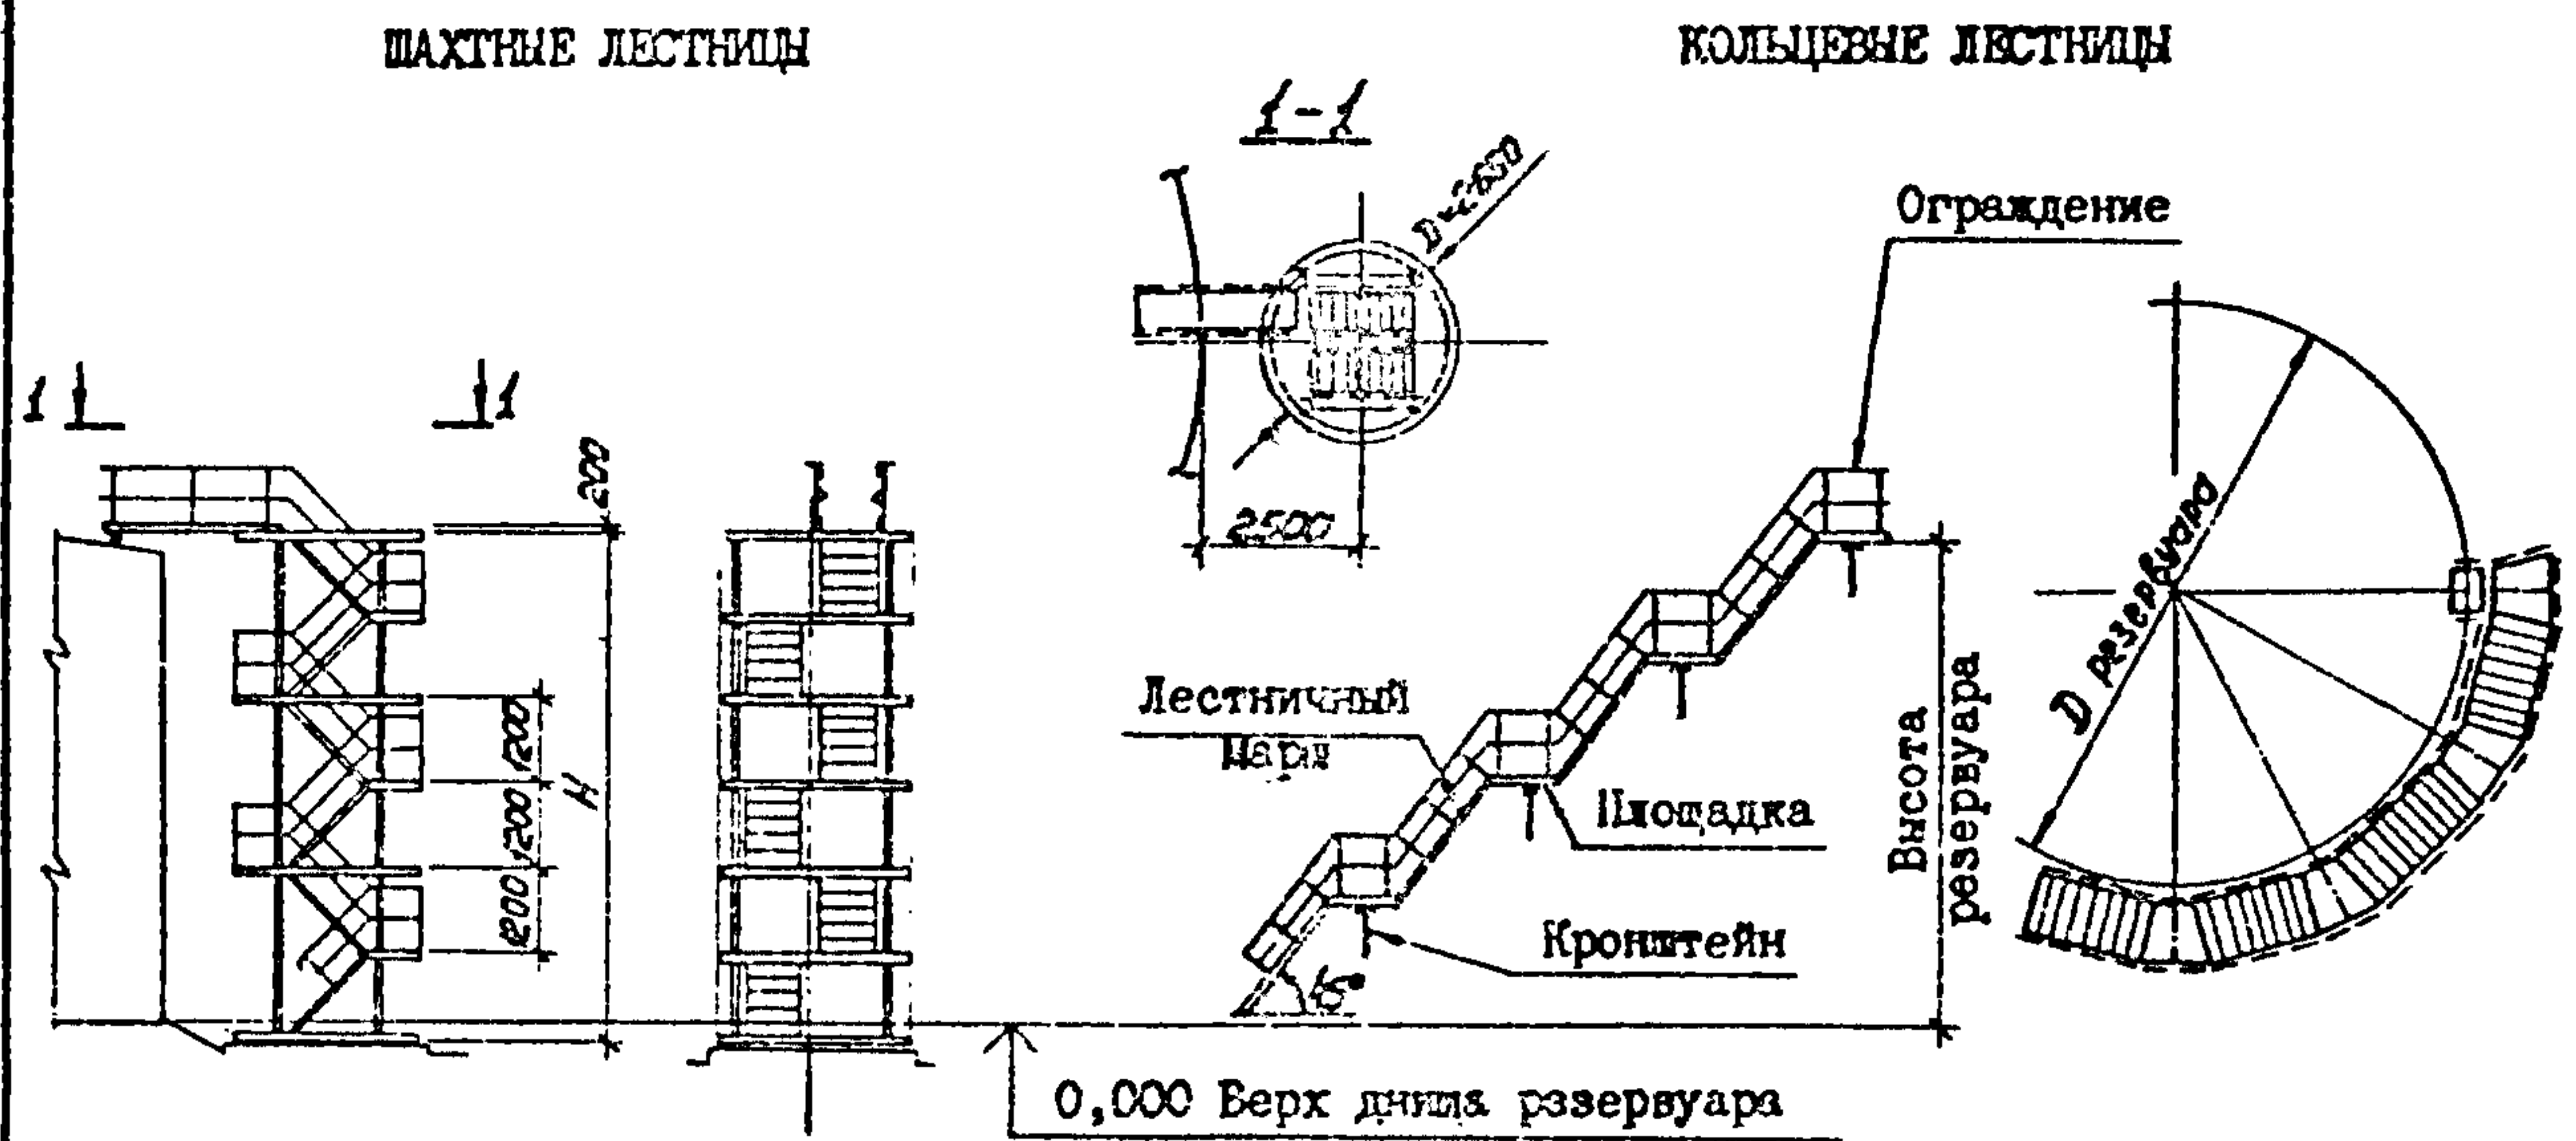 ШАХТНЫЕ ЛЕСТНИЦЫ
КОЛЬЦЕВЫЕ ЛЕСТНИЦЫ
1-1
Ограждение
1
1
200
2500
D резервуара
Лестничный
марш
Площадка
Высота
резервуара
1200
1200
1200
H
Кронштейн
45°
0,000 Верх днища резервуара